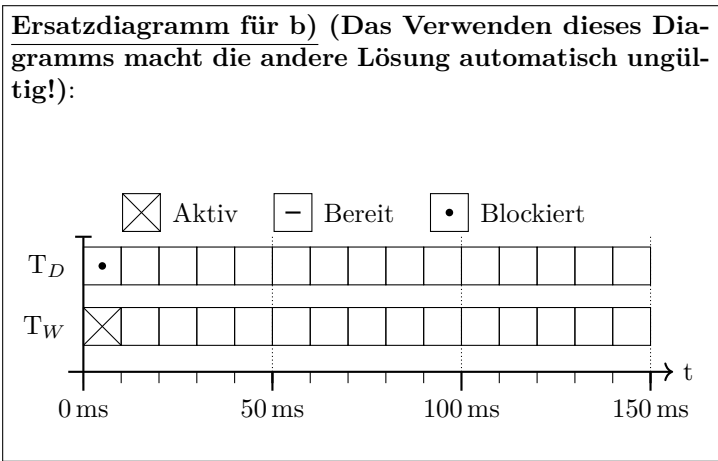 Ersatzdiagramm für b) (Das Verwenden dieses Dia-
gramms macht die andere Lösung automatisch ungül-
tig!):
Aktiv Bereit Blockiert
T_D
T_W
t
0 ms 50 ms 100 ms 150 ms